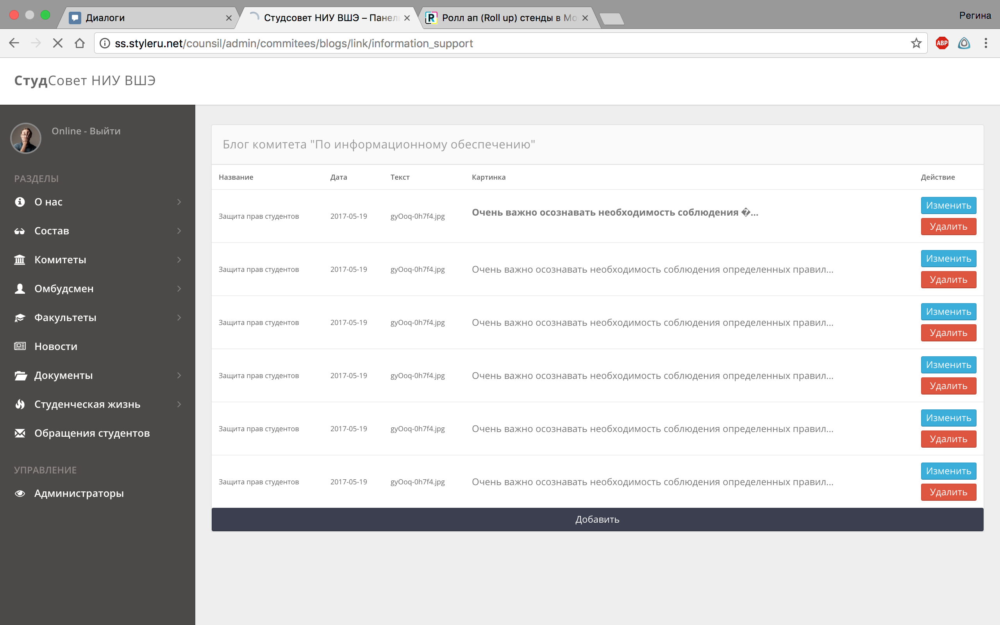 Диалоги
Студсовет НИУ ВШЭ – Панель
Ролл ап (Roll up) стенды в Мо
Регина
ss.styleru.net/counsil/admin/commitees/blogs/link/information_support
ABP
СтудСовет НИУ ВШЭ
Online - Выйти
РАЗДЕЛЫ
О нас
Состав
Комитеты
Омбудсмен
Факультеты
Новости
Документы
Студенческая жизнь
Обращения студентов
УПРАВЛЕНИЕ
Администраторы
Блог комитета "По информационному обеспечению"
Название Дата Текст Картинка Действие
Защита прав студентов 2017-05-19 gyOoq-0h7f4.jpg Очень важно осознавать необходимость соблюдения �... Изменить
Удалить
Защита прав студентов 2017-05-19 gyOoq-0h7f4.jpg Очень важно осознавать необходимость соблюдения определенных правил... Изменить
Удалить
Защита прав студентов 2017-05-19 gyOoq-0h7f4.jpg Очень важно осознавать необходимость соблюдения определенных правил... Изменить
Удалить
Защита прав студентов 2017-05-19 gyOoq-0h7f4.jpg Очень важно осознавать необходимость соблюдения определенных правил... Изменить
Удалить
Защита прав студентов 2017-05-19 gyOoq-0h7f4.jpg Очень важно осознавать необходимость соблюдения определенных правил... Изменить
Удалить
Защита прав студентов 2017-05-19 gyOoq-0h7f4.jpg Очень важно осознавать необходимость соблюдения определенных правил... Изменить
Удалить
Добавить